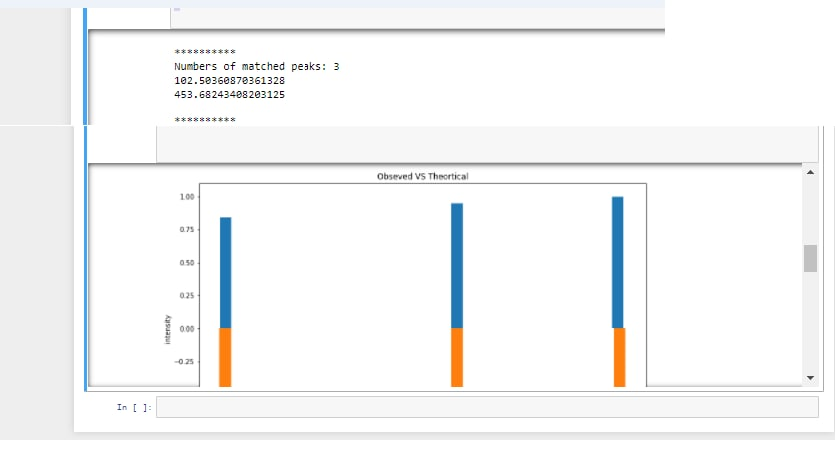 **********
Numbers of matched peaks: 3
102.50360870361328
453.68243408203125
**********
Obseved VS Theortical
1.00
0.75
0.50
0.25
0.00
-0.25
intensity
In [ ]: